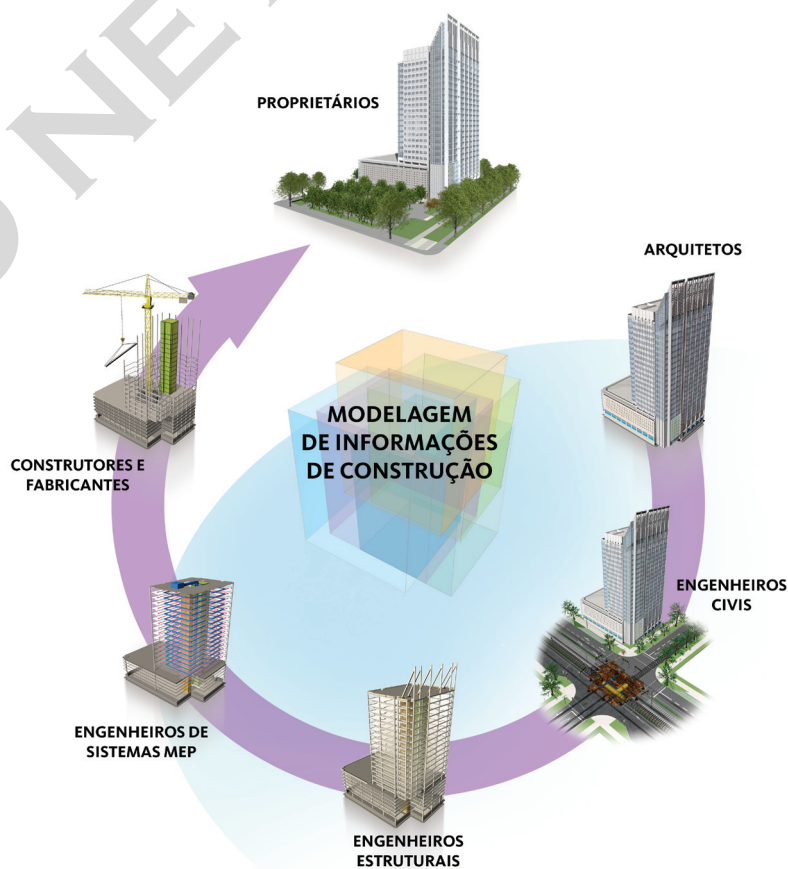 PROPRIETÁRIOS
ARQUITETOS
MODELAGEM
DE INFORMAÇÕES
DE CONSTRUÇÃO
CONSTRUTORES E
FABRICANTES
ENGENHEIROS
CIVIS
ENGENHEIROS DE
SISTEMAS MEP
ENGENHEIROS
ESTRUTURAIS